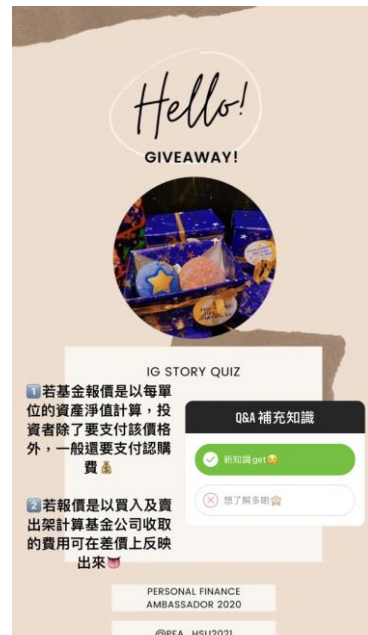 Hello!
GIVEAWAY!
IG STORY QUIZ
1️⃣若基金報價是以每單
位的資產淨值計算，投
資者除了要支付該價格
外，一般還要支付認購
費💰
2️⃣若報價是以買入及賣
出架計算基金公司收取
的費用可在差價上反映
出來👅
Q&A 補充知識
新知識 get😏
想了解多啲🙊
PERSONAL FINANCE
AMBASSADOR 2020
@PFA_HSU2021